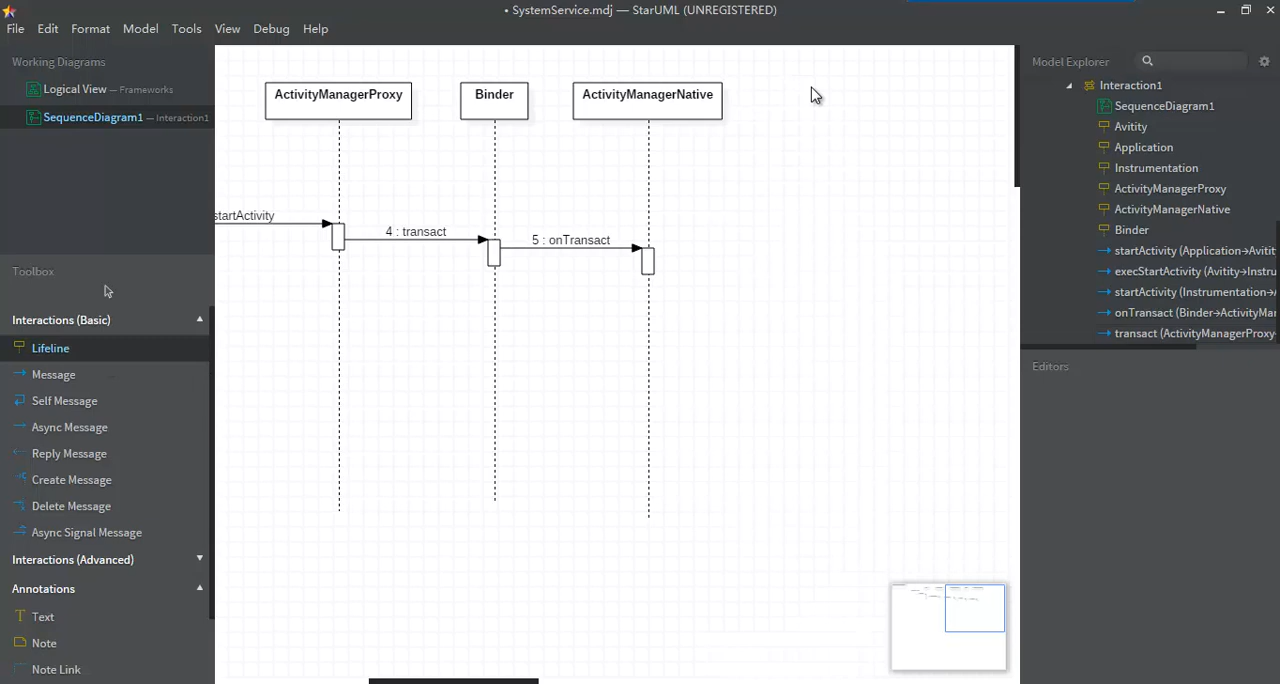 • SystemService.mdj — StarUML (UNREGISTERED)
File Edit Format Model Tools View Debug Help
Working Diagrams
Logical View — Frameworks
SequenceDiagram1 — Interaction1
Toolbox
Interactions (Basic)
Lifeline
Message
Self Message
Async Message
Reply Message
Create Message
Delete Message
Async Signal Message
Interactions (Advanced)
Annotations
Text
Note
Note Link
ActivityManagerProxy
Binder
ActivityManagerNative
startActivity
4 : transact
5 : onTransact
Model Explorer
Interaction1
SequenceDiagram1
Avitity
Application
Instrumentation
ActivityManagerProxy
ActivityManagerNative
Binder
startActivity (Application→Avitit
execStartActivity (Avitity→Instru
startActivity (Instrumentation→
onTransact (Binder→ActivityMa
transact (ActivityManagerProxy
Editors